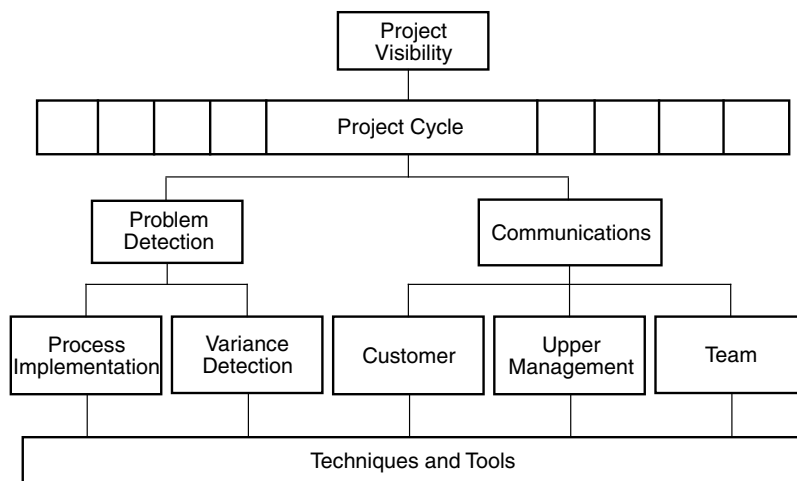 Project
Visibility
Project Cycle
Problem
Detection
Communications
Process
Implementation
Variance
Detection
Customer
Upper
Management
Team
Techniques and Tools